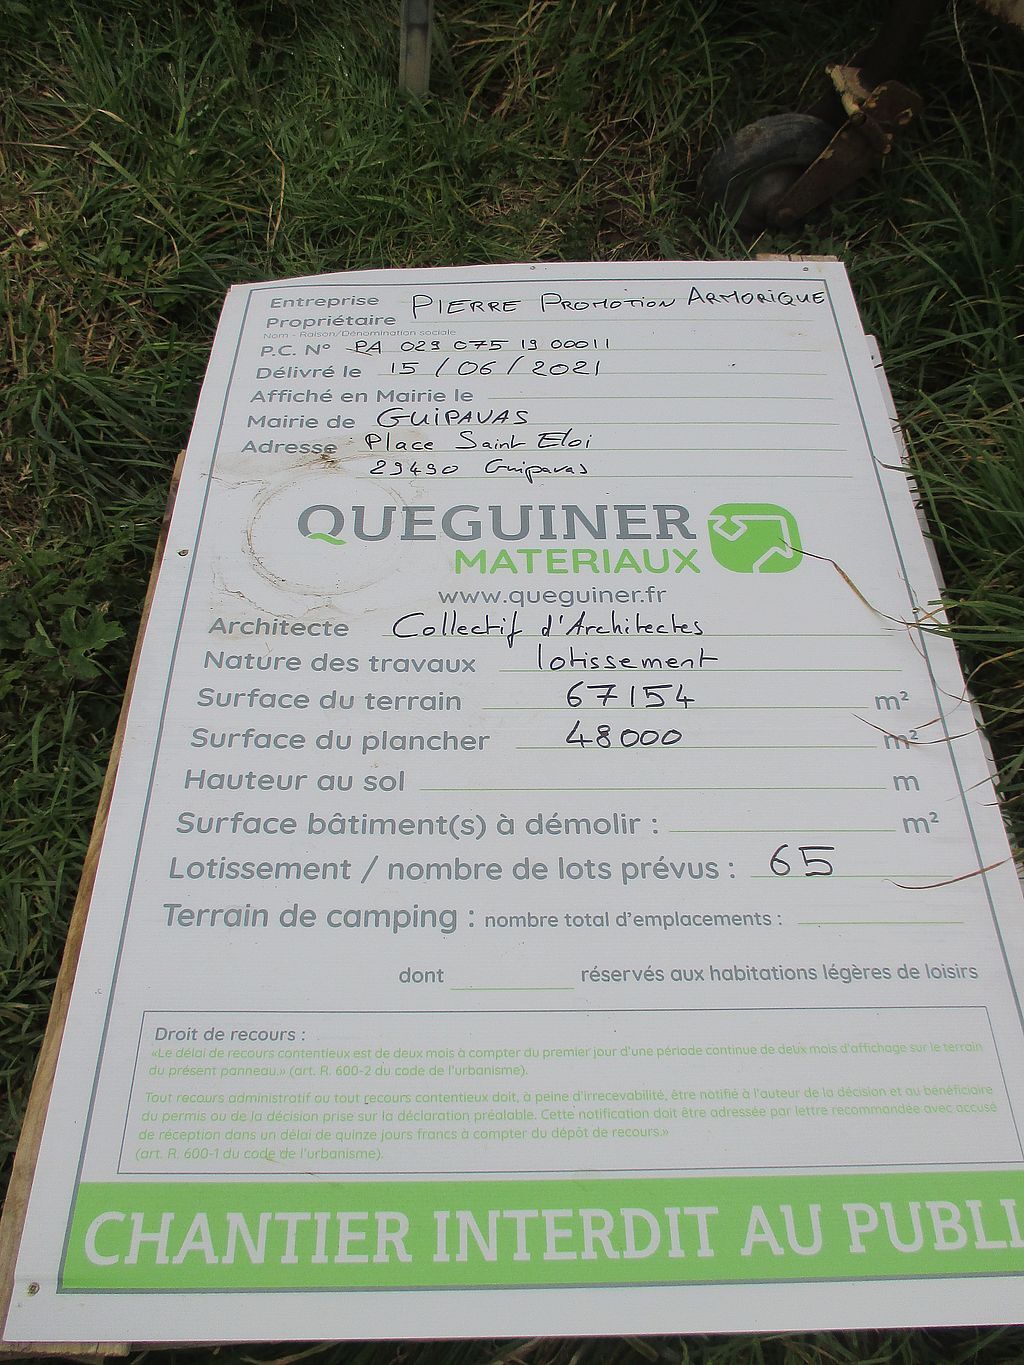 Entreprise PIERRE PROMOTION ARMORIQUE
Propriétaire
Nom - Raison/Dénomination sociale
P.C. N° PA 029 075 19 00011
Délivré le 15 / 06 / 2021
Affiché en Mairie le
Mairie de GUIPAVAS
Adresse Place Saint Eloi
29490 Guipavas
QUEGUINER
MATERIAUX
www.queguiner.fr
Architecte Collectif d'Architectes
Nature des travaux lotissement
Surface du terrain 67154 m²
Surface du plancher 48000 m²
Hauteur au sol m
Surface bâtiment(s) à démolir : m²
Lotissement / nombre de lots prévus : 65
Terrain de camping : nombre total d'emplacements :
dont réservés aux habitations légères de loisirs
Droit de recours :
«Le délai de recours contentieux est de deux mois à compter du premier jour d'une période continue de deux mois d'affichage sur le terrain
du présent panneau.» (art. R. 600-2 du code de l'urbanisme).
Tout recours administratif ou tout recours contentieux doit, à peine d'irrecevabilité, être notifié à l'auteur de la décision et au bénéficiaire
du permis ou de la décision prise sur la déclaration préalable. Cette notification doit être adressée par lettre recommandée avec accusé
de réception dans un délai de quinze jours francs à compter du dépôt de recours.»
(art. R. 600-1 du code de l'urbanisme).
CHANTIER INTERDIT AU PUBLI